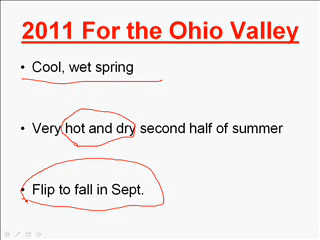 2011 For the Ohio Valley
• Cool, wet spring
• Very hot and dry second half of summer
• Flip to fall in Sept.